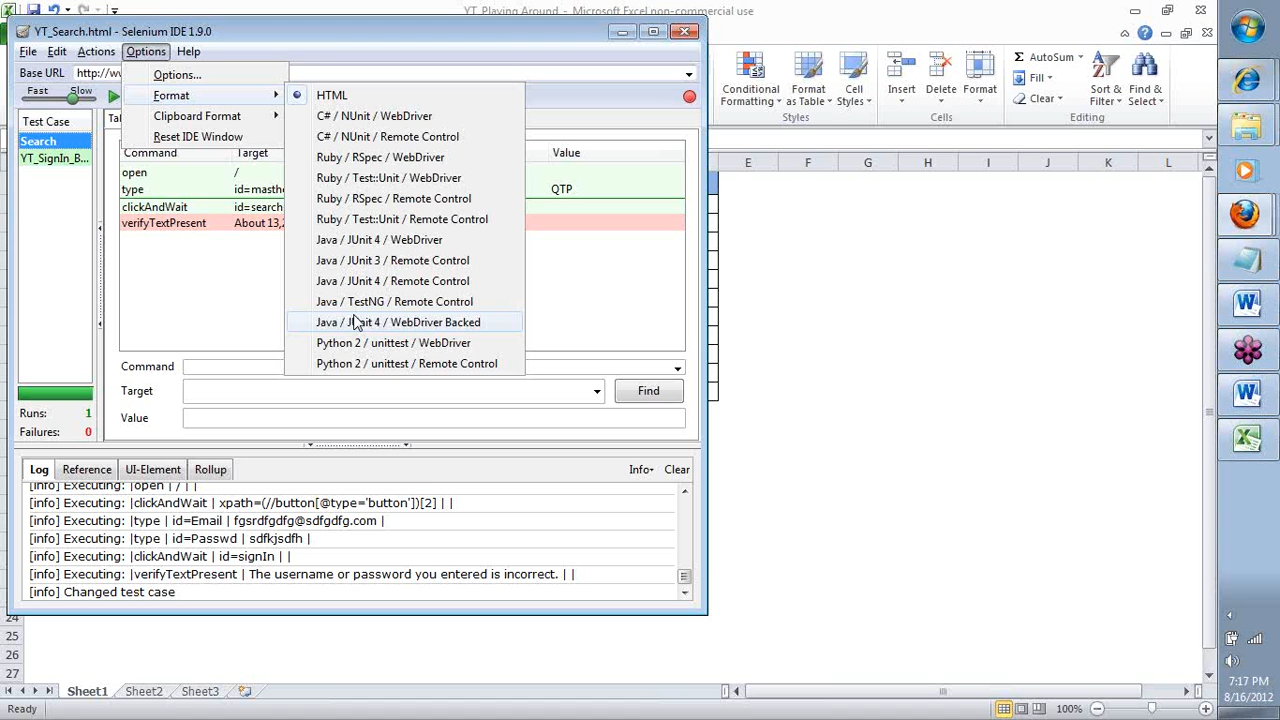 YT_Playing Around... - Microsoft Excel non-commercial use
YT_Search.html - Selenium IDE 1.9.0
File Edit Actions Options Help
Base URL http://ww
Fast Slow
Options...
Format
Clipboard Format
Reset IDE Window
HTML
C# / NUnit / WebDriver
C# / NUnit / Remote Control
Ruby / RSpec / WebDriver
Ruby / Test::Unit / WebDriver
Ruby / RSpec / Remote Control
Ruby / Test::Unit / Remote Control
Java / JUnit 4 / WebDriver
Java / JUnit 3 / Remote Control
Java / JUnit 4 / Remote Control
Java / TestNG / Remote Control
Java / JUnit 4 / WebDriver Backed
Python 2 / unittest / WebDriver
Python 2 / unittest / Remote Control
Test Case
Search
YT_SignIn_B...
Command Target Value
open /
type id=masthe QTP
clickAndWait id=search
verifyTextPresent About 13,2
Command
Target Find
Value
Runs: 1
Failures: 0
Log Reference UI-Element Rollup Info Clear
[info] Executing: |open | / | |
[info] Executing: |clickAndWait | xpath=(//button[@type='button'])[2] | |
[info] Executing: |type | id=Email | fgsrdfgdfg@sdfgdfg.com |
[info] Executing: |type | id=Passwd | sdfkjsdfh |
[info] Executing: |clickAndWait | id=signIn | |
[info] Executing: |verifyTextPresent | The username or password you entered is incorrect. | |
[info] Changed test case
Conditional Formatting
Format as Table
Cell Styles
Styles
Insert Delete Format
Cells
Σ AutoSum
Fill
Clear
Sort & Filter
Find & Select
Editing
E F G H I J K L
24
25
26
27
Sheet1 Sheet2 Sheet3
Ready 100%
7:17 PM
8/16/2012